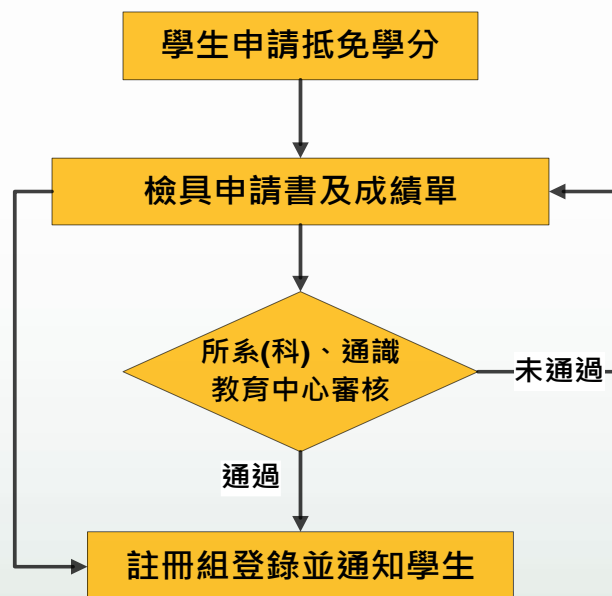 學生申請抵免學分
檢具申請書及成績單
所系(科)、通識
教育中心審核
未通過
通過
註冊組登錄並通知學生